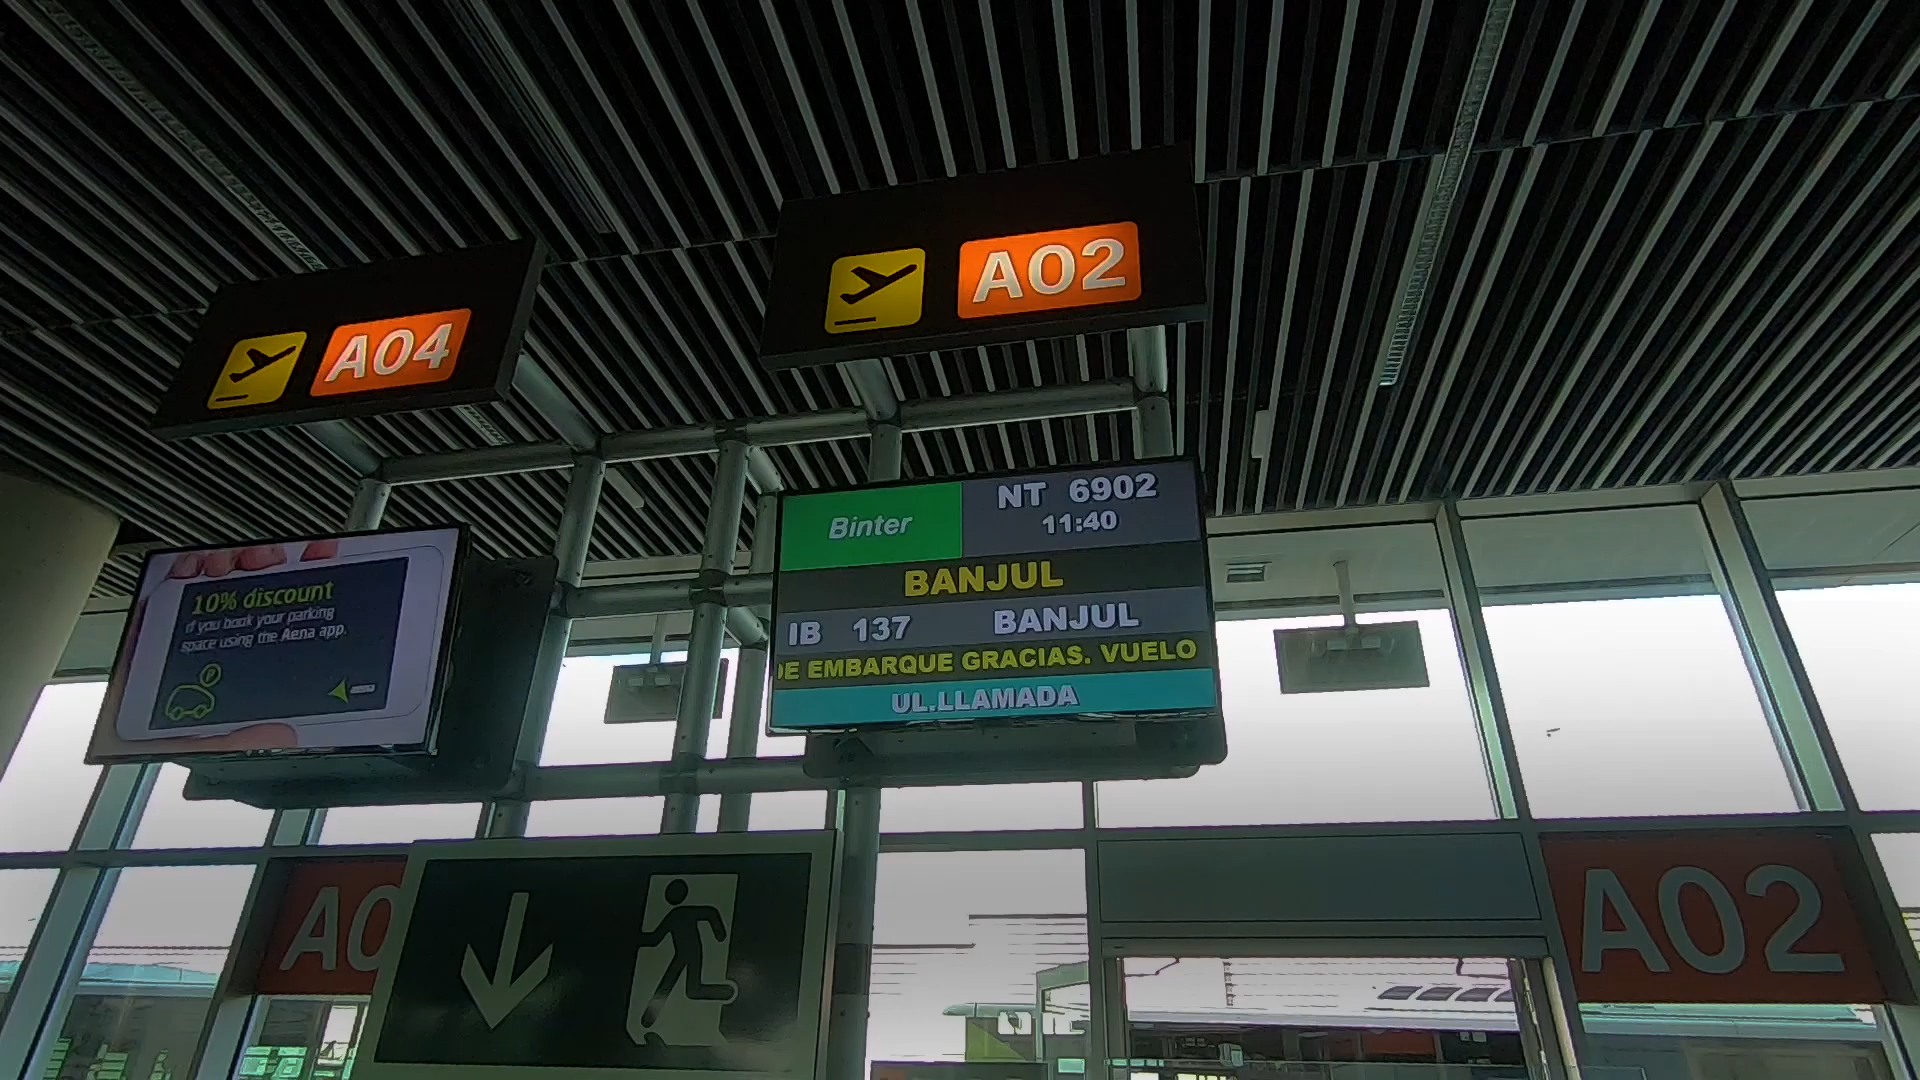 A04
A02
10% discount
if you book your parking
space using the Aena app.
P
Binter
NT 6902
11:40
BANJUL
IB 137 BANJUL
DE EMBARQUE GRACIAS. VUELO
UL.LLAMADA
A0
A02